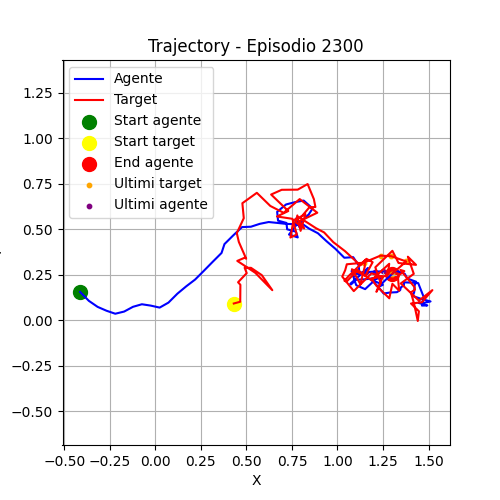 Trajectory - Episodio 2300
Agente
Target
Start agente
Start target
End agente
Ultimi target
Ultimi agente
1.25
1.00
0.75
0.50
0.25
0.00
−0.25
−0.50
−0.50 −0.25 0.00 0.25 0.50 0.75 1.00 1.25 1.50
X